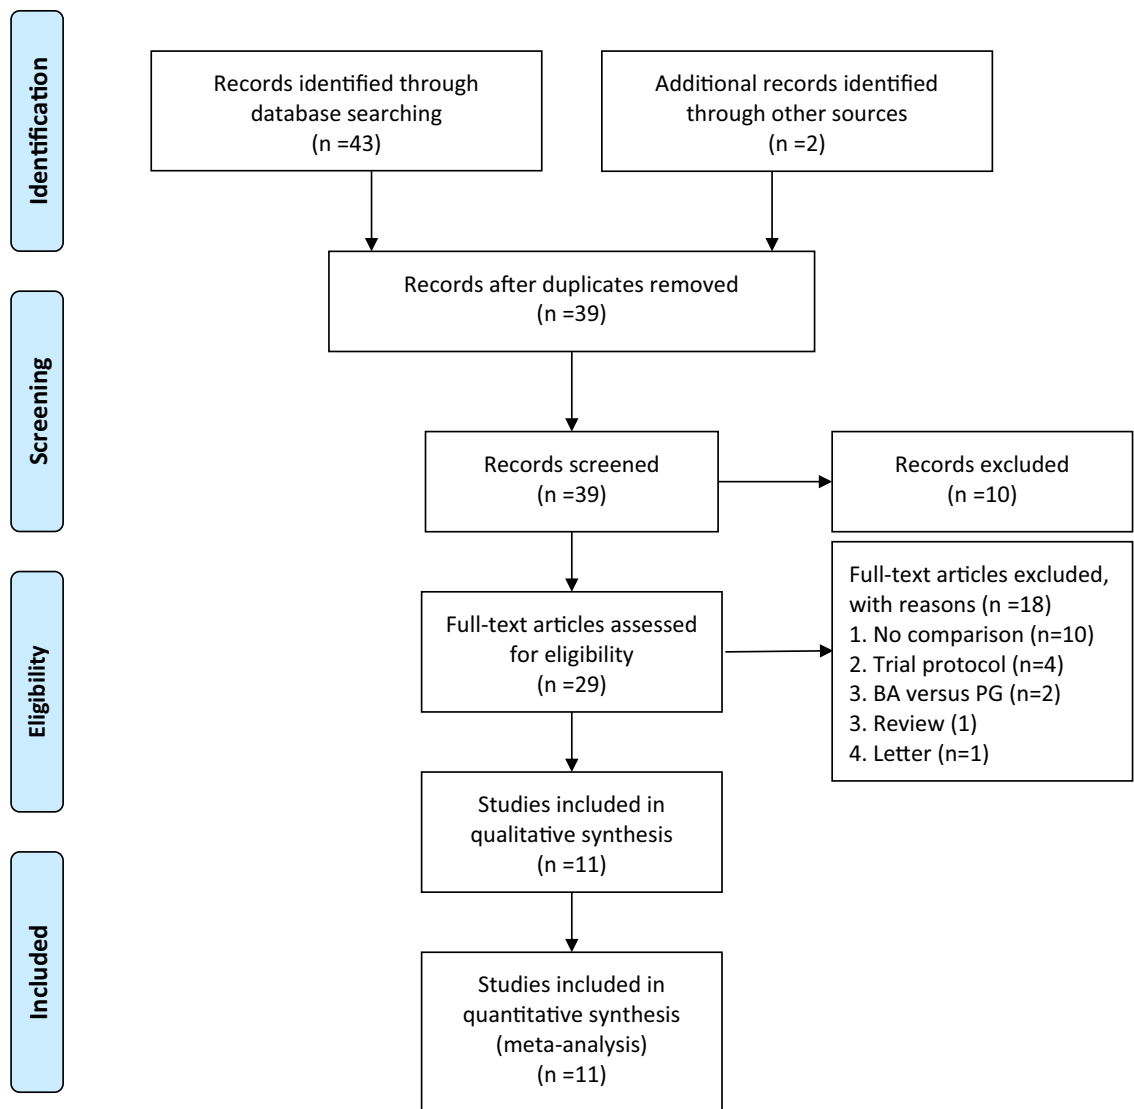 Identification
Records identified through
database searching
(n =43)
Additional records identified
through other sources
(n =2)
Records after duplicates removed
(n =39)
Screening
Records screened
(n =39)
Records excluded
(n =10)
Eligibility
Full-text articles assessed
for eligibility
(n =29)
Full-text articles excluded,
with reasons (n =18)
1. No comparison (n=10)
2. Trial protocol (n=4)
3. BA versus PG (n=2)
3. Review (1)
4. Letter (n=1)
Studies included in
qualitative synthesis
(n =11)
Included
Studies included in
quantitative synthesis
(meta-analysis)
(n =11)